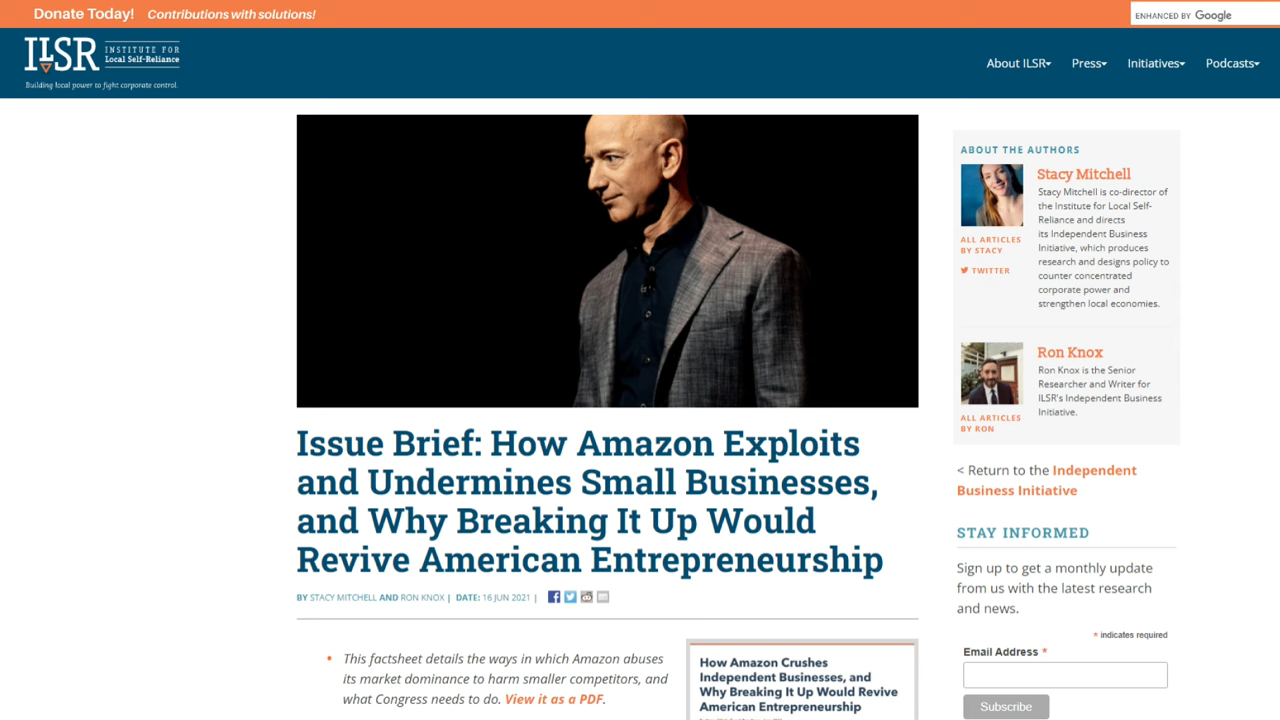 Donate Today! Contributions with solutions!
ENHANCED BY Google
ILSR INSTITUTE FOR
Local Self-Reliance
Building local power to fight corporate control.
About ILSR Press Initiatives Podcasts
Issue Brief: How Amazon Exploits
and Undermines Small Businesses,
and Why Breaking It Up Would
Revive American Entrepreneurship
BY STACY MITCHELL AND RON KNOX | DATE: 16 JUN 2021 |
• This factsheet details the ways in which Amazon abuses
its market dominance to harm smaller competitors, and
what Congress needs to do. View it as a PDF.
How Amazon Crushes
Independent Businesses, and
Why Breaking It Up Would Revive
American Entrepreneurship
ABOUT THE AUTHORS
Stacy Mitchell
Stacy Mitchell is co-director of
the Institute for Local Self-
Reliance and directs
its Independent Business
Initiative, which produces
research and designs policy to
counter concentrated
corporate power and
strengthen local economies.
ALL ARTICLES
BY STACY
TWITTER
Ron Knox
Ron Knox is the Senior
Researcher and Writer for
ILSR's Independent Business
Initiative.
ALL ARTICLES
BY RON
< Return to the Independent
Business Initiative
STAY INFORMED
Sign up to get a monthly update
from us with the latest research
and news.
* indicates required
Email Address *
Subscribe